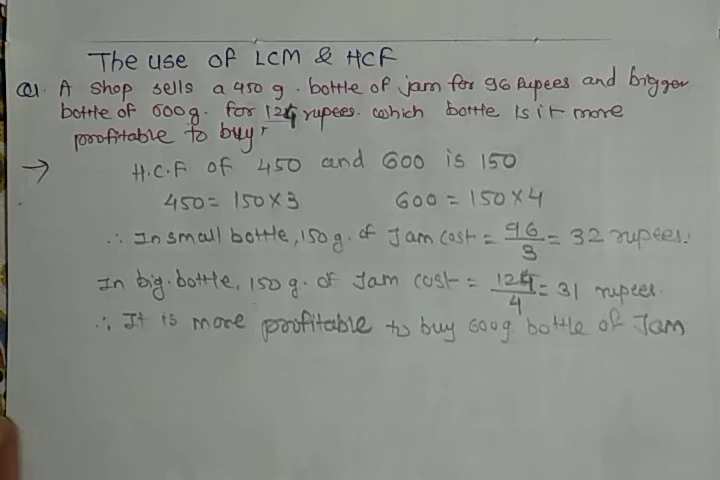 The use of LCM & HCF
Q1. A shop sells a 450 g. bottle of jam for 96 Rupees and bigger
bottle of 600 g. for 124 rupees. which bottle Is it more
profitable to buy?
→ H.C.F of 450 and 600 is 150
450 = 150 × 3 600 = 150 × 4
∴ In small bottle, 150 g. of Jam cost = 96/3 = 32 rupees.
In big. bottle, 150 g. of Jam cost = 124/4 = 31 rupees.
∴ It is more profitable to buy 600g bottle of Jam